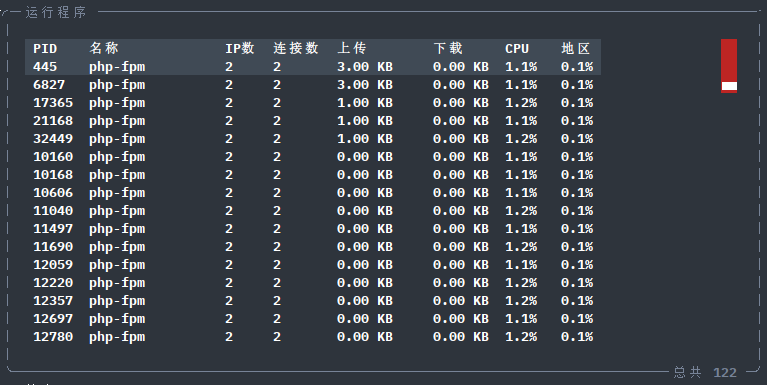 运行程序
PID 名称 IP数 连接数 上传 下载 CPU 地区
445 php-fpm 2 2 3.00 KB 0.00 KB 1.1% 0.1%
6827 php-fpm 2 2 3.00 KB 0.00 KB 1.1% 0.1%
17365 php-fpm 2 2 1.00 KB 0.00 KB 1.2% 0.1%
21168 php-fpm 2 2 1.00 KB 0.00 KB 1.1% 0.1%
32449 php-fpm 2 2 1.00 KB 0.00 KB 1.2% 0.1%
10160 php-fpm 2 2 0.00 KB 0.00 KB 1.1% 0.1%
10168 php-fpm 2 2 0.00 KB 0.00 KB 1.1% 0.1%
10606 php-fpm 2 2 0.00 KB 0.00 KB 1.1% 0.1%
11040 php-fpm 2 2 0.00 KB 0.00 KB 1.2% 0.1%
11497 php-fpm 2 2 0.00 KB 0.00 KB 1.1% 0.1%
11690 php-fpm 2 2 0.00 KB 0.00 KB 1.2% 0.1%
12059 php-fpm 2 2 0.00 KB 0.00 KB 1.1% 0.1%
12220 php-fpm 2 2 0.00 KB 0.00 KB 1.2% 0.1%
12357 php-fpm 2 2 0.00 KB 0.00 KB 1.2% 0.1%
12697 php-fpm 2 2 0.00 KB 0.00 KB 1.1% 0.1%
12780 php-fpm 2 2 0.00 KB 0.00 KB 1.2% 0.1%
总共 122